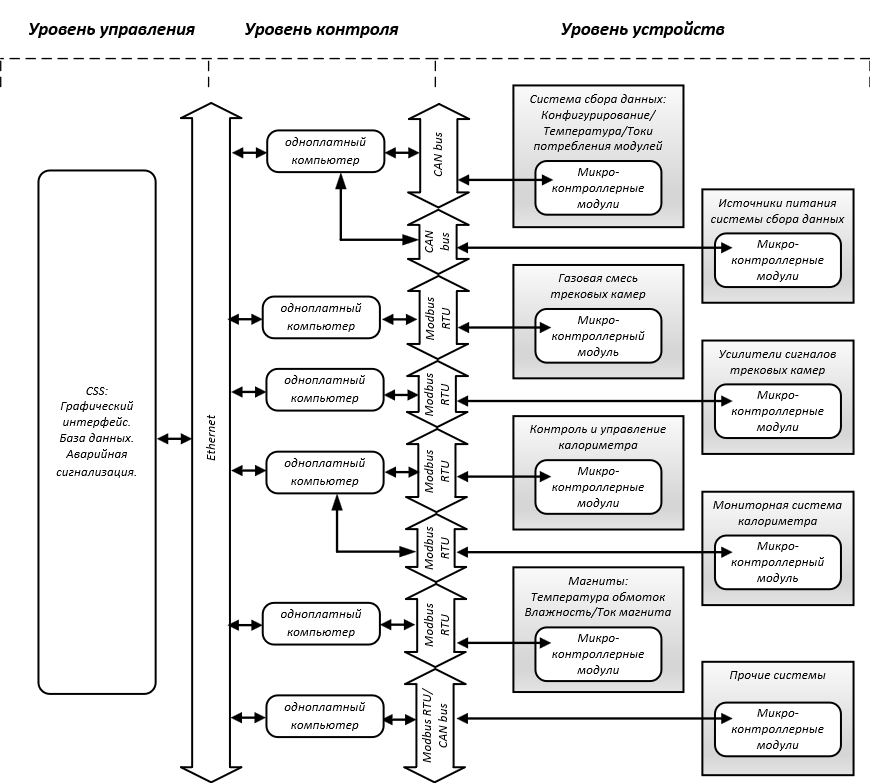 Уровень управления
Уровень контроля
Уровень устройств
CSS:
Графический
интерфейс.
База данных.
Аварийная
сигнализация.
Ethernet
одноплатный
компьютер
CAN bus
Система сбора данных:
Конфигурирование/
Температура/Токи
потребления модулей
Микро-
контроллерные
модули
CAN
bus
Источники питания
системы сбора данных
Микро-
контроллерные
модули
одноплатный
компьютер
Modbus
RTU
Газовая смесь
трековых камер
Микро-
контроллерный
модуль
одноплатный
компьютер
Modbus
RTU
Усилители сигналов
трековых камер
Микро-
контроллерные
модули
одноплатный
компьютер
Modbus
RTU
Контроль и управление
калориметра
Микро-
контроллерные
модули
Modbus
RTU
Мониторная система
калориметра
Микро-
контроллерный
модуль
одноплатный
компьютер
Modbus
RTU
Магниты:
Температура обмоток
Влажность/Ток магнита
Микро-
контроллерные
модули
одноплатный
компьютер
Modbus RTU/
CAN bus
Прочие системы
Микро-
контроллерные
модули